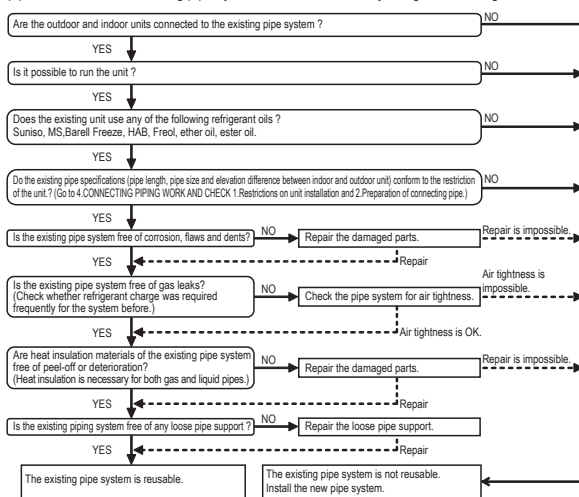 Are the outdoor and indoor units connected to the existing pipe system ?
NO
YES
Is it possible to run the unit ?
NO
YES
Does the existing unit use any of the following refrigerant oils ?
Suniso, MS,Barell Freeze, HAB, Freol, ether oil, ester oil.
NO
YES
Do the existing pipe specifications (pipe length, pipe size and elevation difference between indoor and outdoor unit) conform to the restriction
of the unit.? (Go to 4.CONNECTING PIPING WORK AND CHECK 1.Restrictions on unit installation and 2.Preparation of connecting pipe.)
NO
YES
Is the existing pipe system free of corrosion, flaws and dents?
NO
Repair the damaged parts.
Repair is impossible.
YES
Repair
Is the existing pipe system free of gas leaks?
(Check whether refrigerant charge was required
frequently for the system before.)
NO
Check the pipe system for air tightness.
Air tightness is
impossible.
YES
Air tightness is OK.
Are heat insulation materials of the existing pipe system
free of peel-off or deterioration?
(Heat insulation is necessary for both gas and liquid pipes.)
NO
Repair the damaged parts.
Repair is impossible.
YES
Repair
Is the existing piping system free of any loose pipe support ?
NO
Repair the loose pipe support.
YES
Repair
The existing pipe system is reusable.
The existing pipe system is not reusable.
Install the new pipe system.